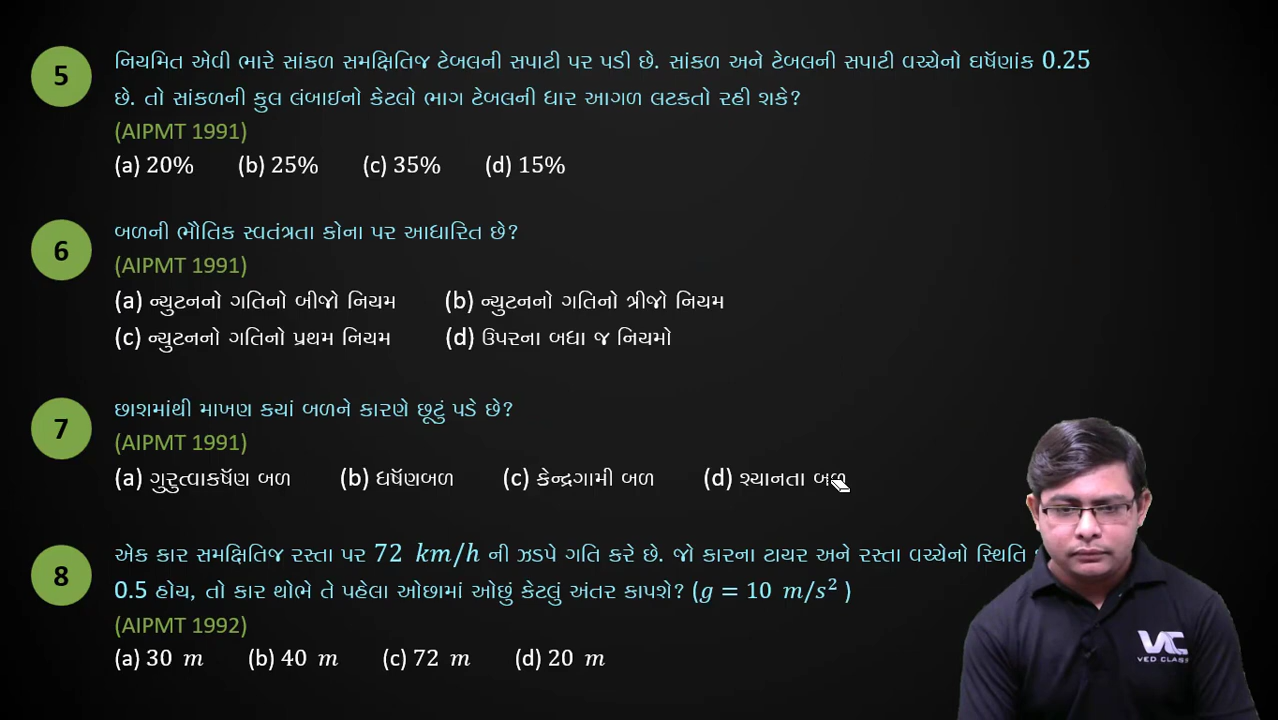 5
નિયમિત એવી ભારે સાંકળ સમક્ષિતિજ ટેબલની સપાટી પર પડી છે. સાંકળ અને ટેબલની સપાટી વચ્ચેનો ઘર્ષણાંક 0.25
છે. તો સાંકળની કુલ લંબાઇનો કેટલો ભાગ ટેબલની ધાર આગળ લટકતો રહી શકે?
(AIPMT 1991)
(a) 20% (b) 25% (c) 35% (d) 15%
6
બળની ભૌતિક સ્વતંત્રતા કોના પર આધારિત છે?
(AIPMT 1991)
(a) ન્યુટનનો ગતિનો બીજો નિયમ (b) ન્યુટનનો ગતિનો ત્રીજો નિયમ
(c) ન્યુટનનો ગતિનો પ્રથમ નિયમ (d) ઉપરના બધા જ નિયમો
7
છાશમાંથી માખણ કયાં બળને કારણે છૂટું પડે છે?
(AIPMT 1991)
(a) ગુરુત્વાકર્ષણ બળ (b) ઘર્ષણબળ (c) કેન્દ્રગામી બળ (d) શ્યાનતા બળ
8
એક કાર સમક્ષિતિજ રસ્તા પર 72 km/h ની ઝડપે ગતિ કરે છે. જો કારના ટાયર અને રસ્તા વચ્ચેનો સ્થિતિ
0.5 હોય, તો કાર થોભે તે પહેલા ઓછામાં ઓછું કેટલું અંતર કાપશે? (g = 10 m/s² )
(AIPMT 1992)
(a) 30 m (b) 40 m (c) 72 m (d) 20 m
VC
VED CLASS